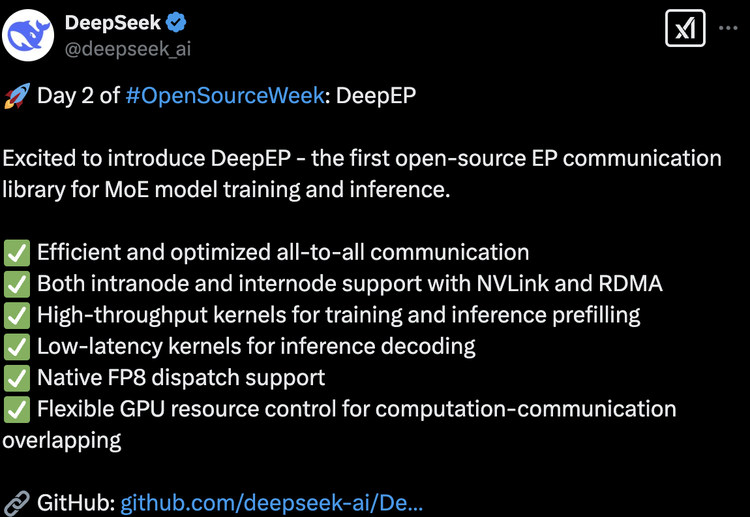 DeepSeek
@deepseek_ai
🚀 Day 2 of #OpenSourceWeek: DeepEP
Excited to introduce DeepEP - the first open-source EP communication
library for MoE model training and inference.
✅ Efficient and optimized all-to-all communication
✅ Both intranode and internode support with NVLink and RDMA
✅ High-throughput kernels for training and inference prefilling
✅ Low-latency kernels for inference decoding
✅ Native FP8 dispatch support
✅ Flexible GPU resource control for computation-communication
overlapping
🔗 GitHub: github.com/deepseek-ai/De…